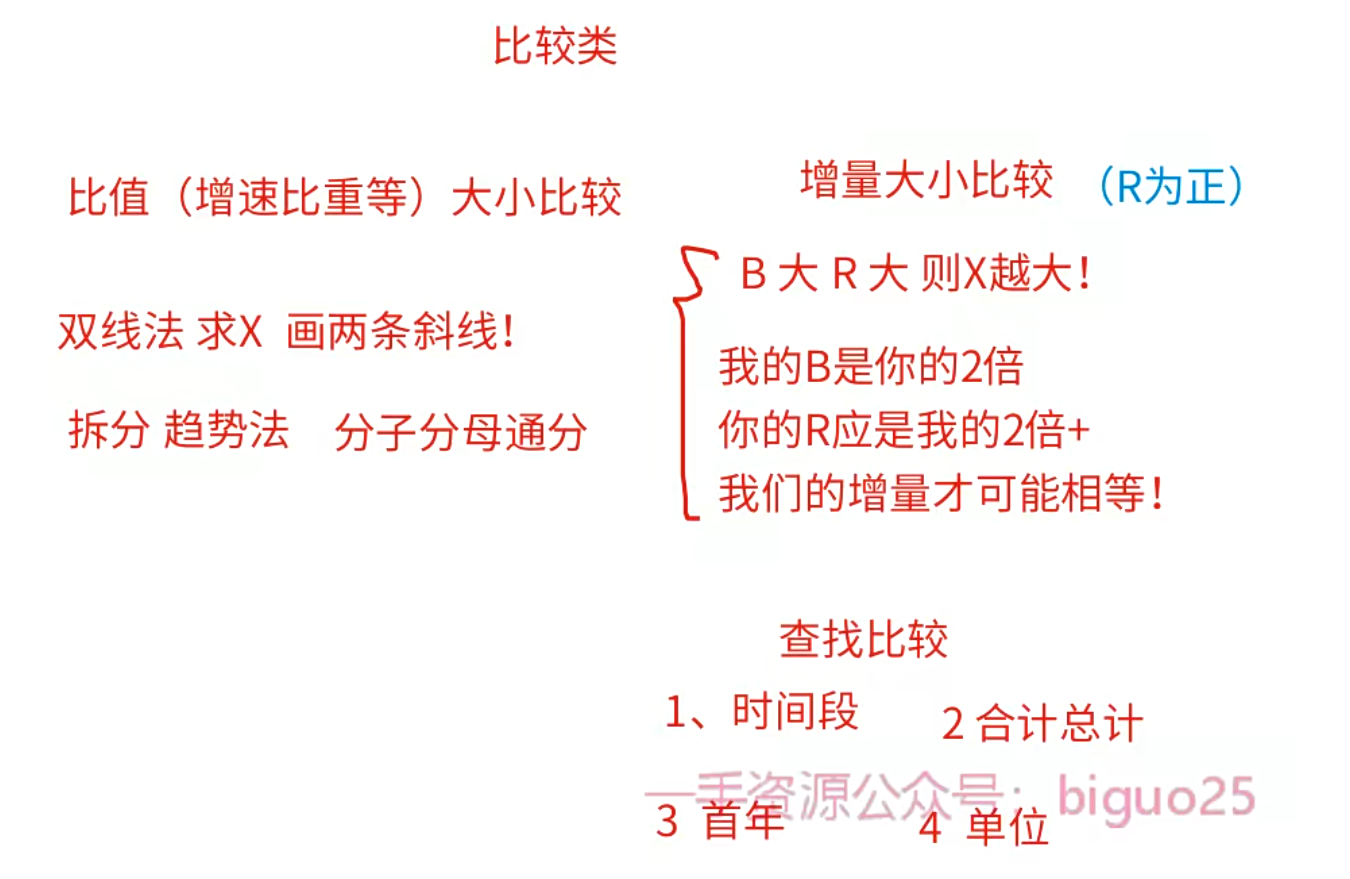 比较类
比值（增速比重等）大小比较
双线法 求X 画两条斜线！
拆分 趋势法 分子分母通分
增量大小比较 （R为正）
B 大 R 大 则X越大！
我的B是你的2倍
你的R应是我的2倍+
我们的增量才可能相等！
查找比较
1、时间段 2 合计总计
一手资源公众号：biguo25
3 首年 4 单位